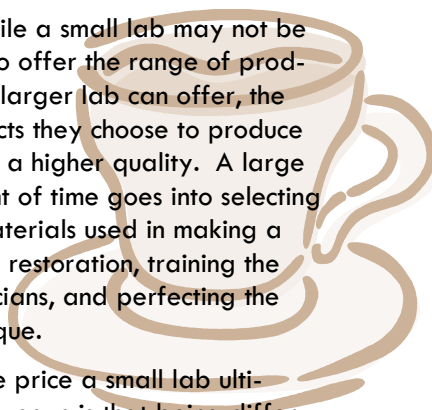 ile a small lab may not be
o offer the range of prod-
larger lab can offer, the
cts they choose to produce
a higher quality.  A large
t of time goes into selecting
aterials used in making a
restoration, training the
cians, and perfecting the
que.
e price a small lab ulti-